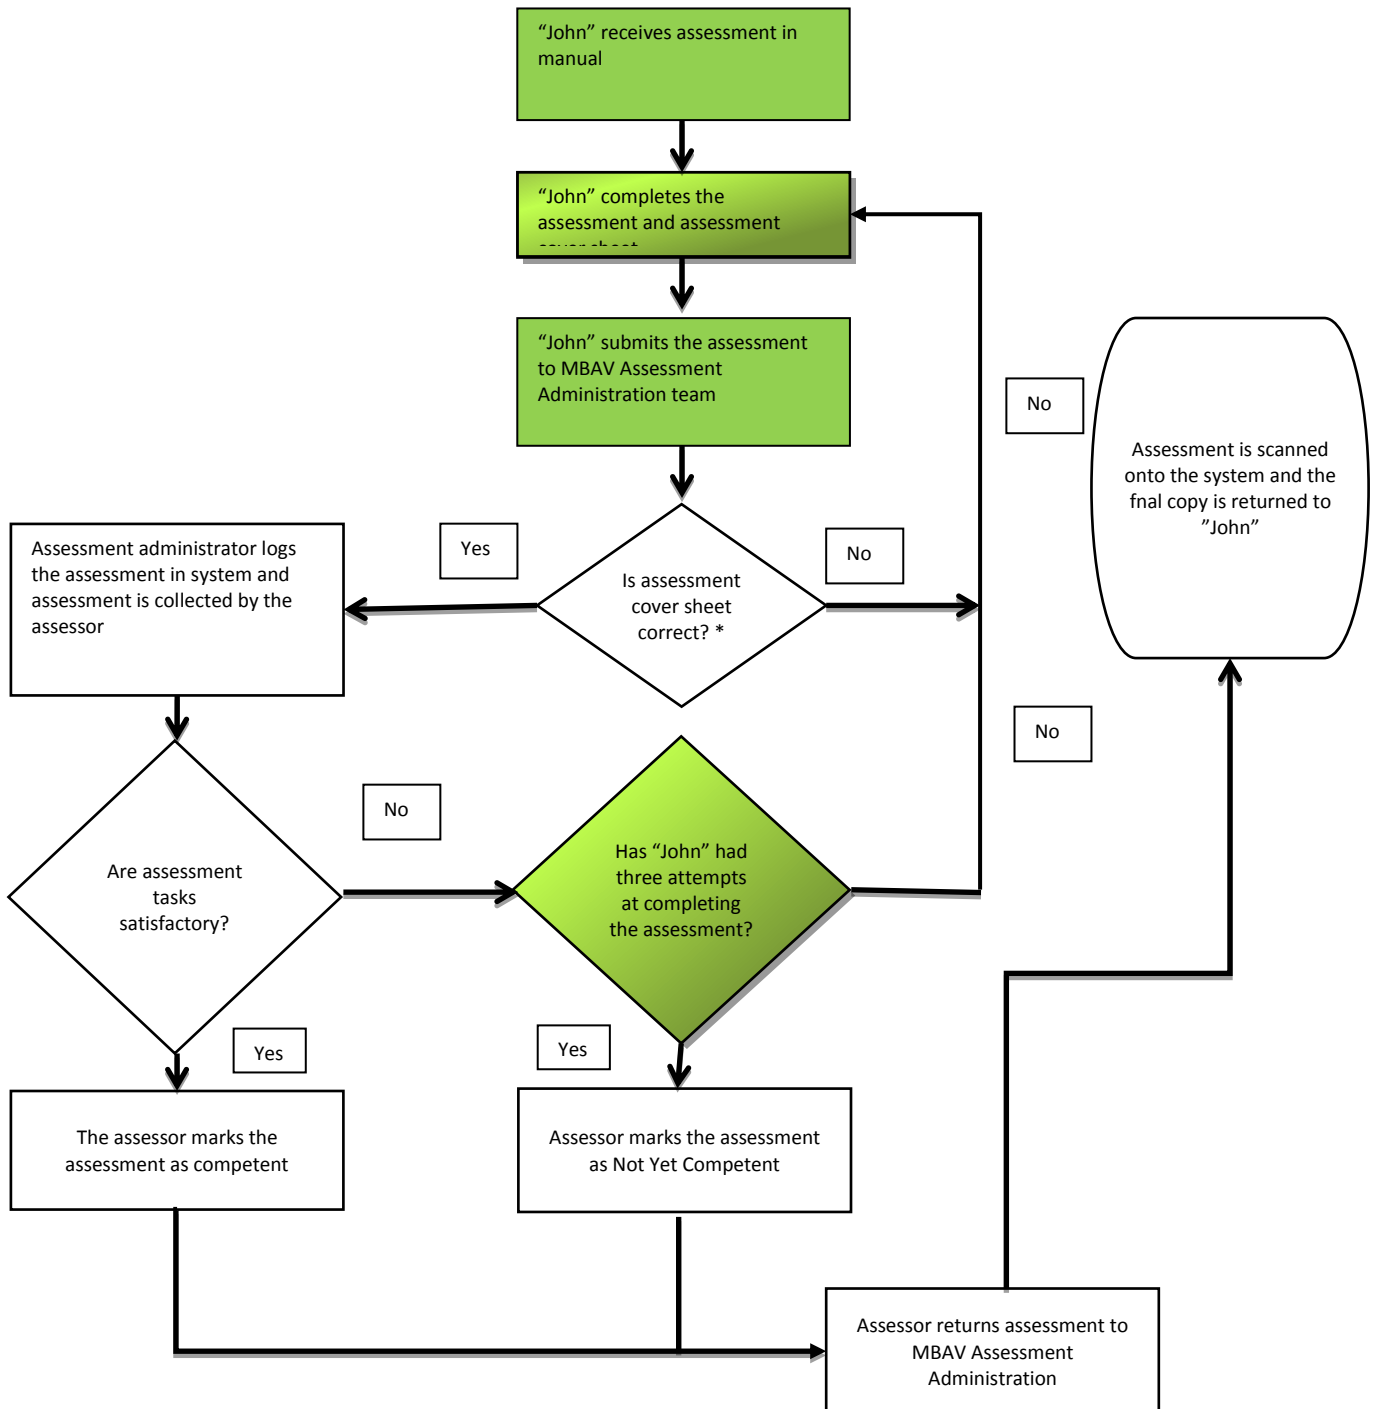 “John” receives assessment in
manual
“John” completes the
assessment and assessment
cover sheet
“John” submits the assessment
to MBAV Assessment
Administration team
No
Assessment is scanned
onto the system and the
fnal copy is returned to
”John”
Yes
No
Assessment administrator logs
the assessment in system and
assessment is collected by the
assessor
Is assessment
cover sheet
correct? *
No
No
Are assessment
tasks
satisfactory?
Has “John” had
three attempts
at completing
the assessment?
Yes
Yes
The assessor marks the
assessment as competent
Assessor marks the assessment
as Not Yet Competent
Assessor returns assessment to
MBAV Assessment
Administration